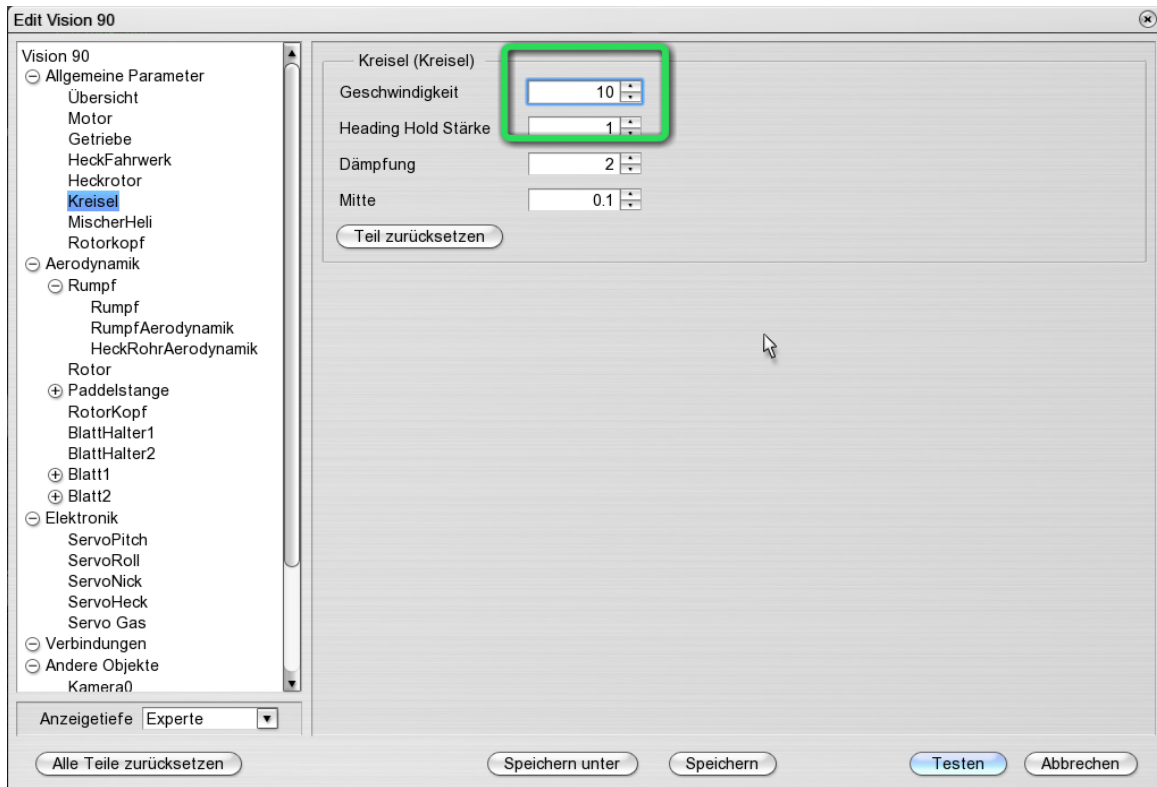 Edit Vision 90
Vision 90
Allgemeine Parameter
Übersicht
Motor
Getriebe
HeckFahrwerk
Heckrotor
Kreisel
MischerHeli
Rotorkopf
Aerodynamik
Rumpf
Rumpf
RumpfAerodynamik
HeckRohrAerodynamik
Rotor
Paddelstange
RotorKopf
BlattHalter1
BlattHalter2
Blatt1
Blatt2
Elektronik
ServoPitch
ServoRoll
ServoNick
ServoHeck
Servo Gas
Verbindungen
Andere Objekte
Kamera0
Anzeigetiefe Experte
Kreisel (Kreisel)
Geschwindigkeit 10
Heading Hold Stärke 1
Dämpfung 2
Mitte 0.1
Teil zurücksetzen
Alle Teile zurücksetzen Speichern unter Speichern Testen Abbrechen